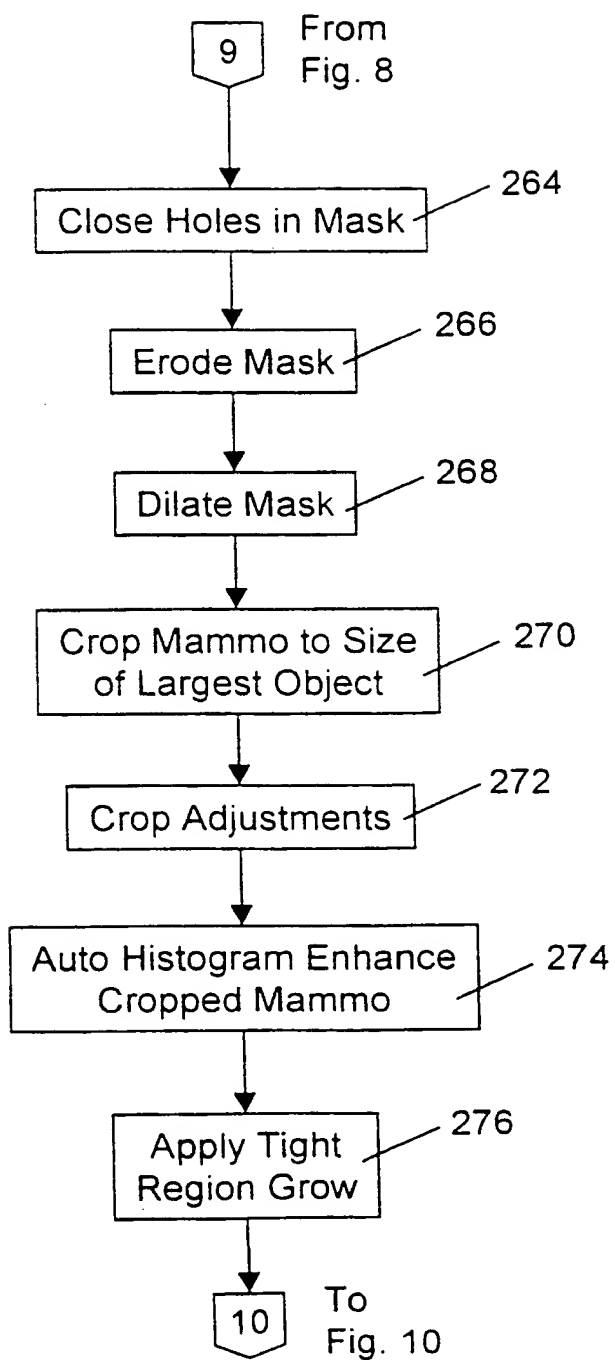 9
From
Fig. 8
264
Close Holes in Mask
266
Erode Mask
268
Dilate Mask
270
Crop Mammo to Size
of Largest Object
272
Crop Adjustments
274
Auto Histogram Enhance
Cropped Mammo
276
Apply Tight
Region Grow
10
To
Fig. 10